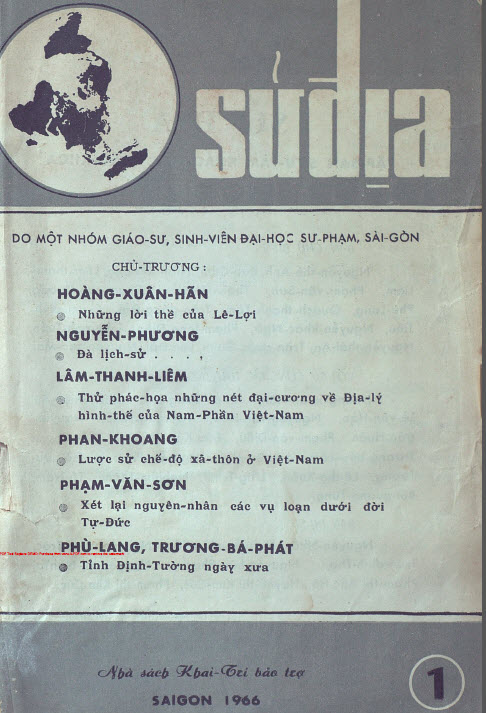 SỬĐỊA
DO MỘT NHÓM GIÁO-SƯ, SINH-VIÊN ĐẠI-HỌC SƯ-PHẠM, SÀI-GÒN
CHỦ-TRƯƠNG :
HOÀNG-XUÂN-HÃN
Những lời thề của Lê-Lợi
NGUYỄN-PHƯƠNG
Đà lịch-sử . . . . ,
LÂM-THANH-LIÊM
Thử phác-họa những nét đại-cương về Địa-lý
hình-thể của Nam-Phần Việt-Nam
PHAN-KHOANG
Lược sử chế-độ xã-thôn ở Việt-Nam
PHẠM-VĂN-SƠN
Xét lại nguyên-nhân các vụ loạn dưới đời
Tự-Đức
PHÙ-LANG, TRƯƠNG-BÁ-PHÁT
Tỉnh Định-Tường ngày xưa
Nhà sách Khai-Trí bảo trợ
SAIGON 1966
1